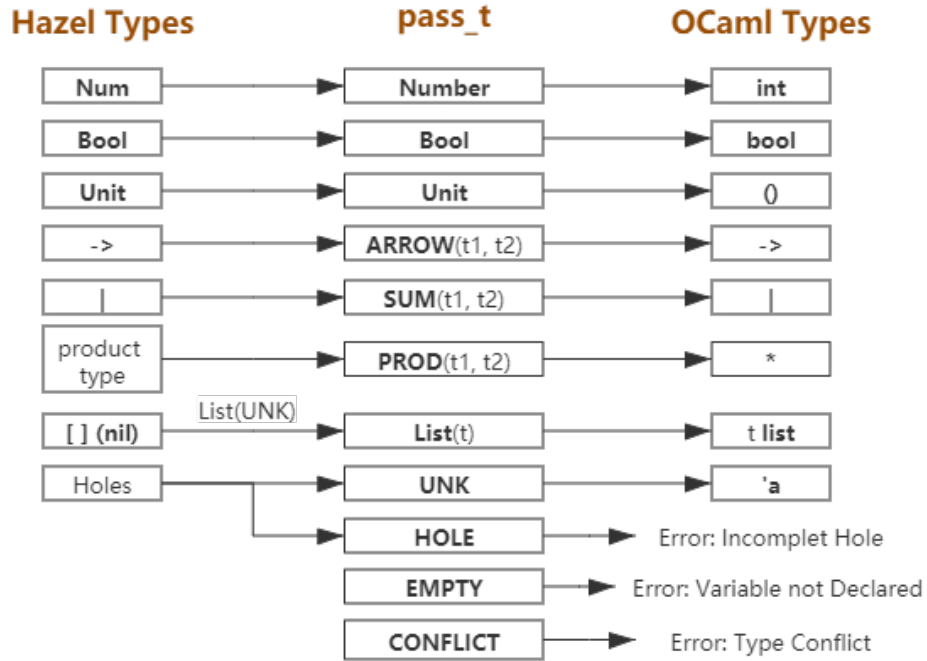 Hazel Types pass_t OCaml Types
Num Number int
Bool Bool bool
Unit Unit ()
-> ARROW(t1, t2) ->
| SUM(t1, t2) |
product
type
PROD(t1, t2) *
List(UNK)
[ ] (nil) List(t) t list
Holes UNK 'a
HOLE Error: Incomplet Hole
EMPTY Error: Variable not Declared
CONFLICT Error: Type Conflict